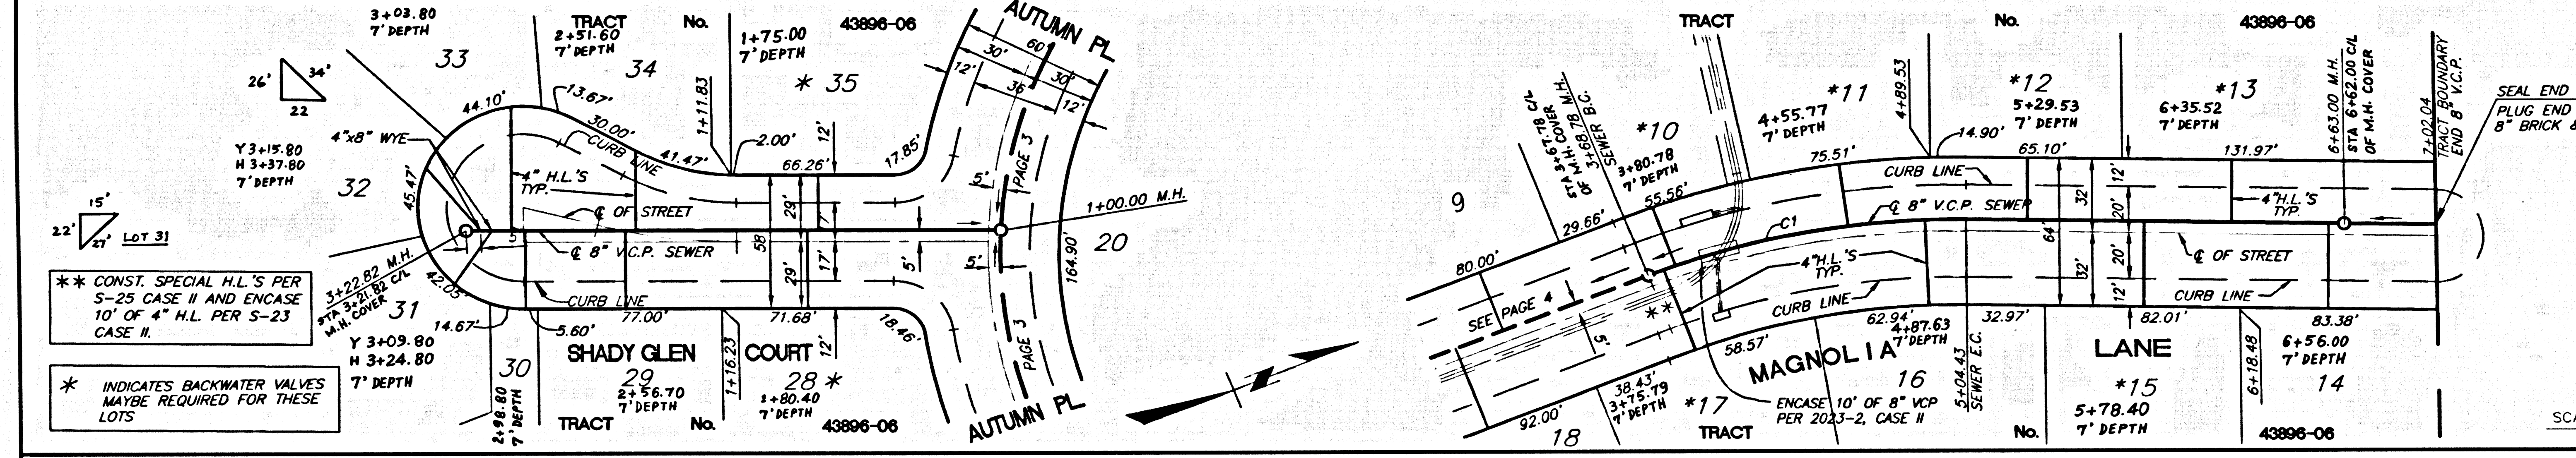 3+03.80
7' DEPTH
33
TRACT No. 43896-06
2+51.60
7' DEPTH
34
1+75.00
7' DEPTH
* 35
AUTUMN PL
60'
30'
30'
12'
36
12'
26'
34'
22
44.10'
13.67'
30.00'
CURB LINE
41.47'
1+11.83
2.00'
12'
66.26'
17.85'
4"x8" WYE
Y 3+15.80
H 3+37.80
7' DEPTH
32
45.47'
4" H.L.'S
TYP.
℄ OF STREET
5'
PAGE 3
1+00.00 M.H.
20
15'
22'
27'
LOT 31
5
℄ 8" V.C.P. SEWER
58
29'
29'
17'
5'
5'
164.90'
** CONST. SPECIAL H.L.'S PER
S-25 CASE II AND ENCASE
10' OF 4" H.L. PER S-23
CASE II.
3+22.82 M.H.
STA 3+21.82 C/L
M.H. COVER
42.05'
31
CURB LINE
14.67'
5.60'
77.00'
71.68'
12'
18.46'
PAGE 3
Y 3+09.80
H 3+24.80
7' DEPTH
30
2+98.80
7' DEPTH
SHADY GLEN COURT
29
2+56.70
7' DEPTH
1+16.23
28 *
1+80.40
7' DEPTH
* INDICATES BACKWATER VALVES
MAYBE REQUIRED FOR THESE
LOTS
TRACT No. 43896-06
AUTUMN PL
TRACT No. 43896-06
STA 3+67.78 C/L
OF M.H. COVER
3+68.78 M.H.
SEWER B.C.
*10
3+80.78
7' DEPTH
*11
4+55.77
7' DEPTH
4+89.53
*12
5+29.53
7' DEPTH
*13
6+35.52
7' DEPTH
6+63.00 M.H.
STA 6+62.00 C/L
OF M.H. COVER
7+02.04
TRACT BOUNDARY
END 8" V.C.P.
SEAL END
PLUG END
8" BRICK &
9
80.00'
29.66'
55.56'
75.51'
14.90'
65.10'
131.97'
CURB LINE
℄ 8" V.C.P. SEWER
C1
32'
12'
20'
64'
4" H.L.'S
TYP.
4"H.L.'S
TYP.
℄ OF STREET
SEE PAGE 4
5'
**
CURB LINE
32'
20'
12'
CURB LINE
92.00'
38.43'
58.57'
62.94'
32.97'
82.01'
83.38'
18
3+75.79
7' DEPTH
*17
MAGNOLIA LANE
4+87.63
7' DEPTH
16
5+04.43
SEWER E.C.
*15
5+78.40
7' DEPTH
6+18.48
6+56.00
7' DEPTH
14
ENCASE 10' OF 8" VCP
PER 2023-2, CASE II
TRACT No. 43896-06